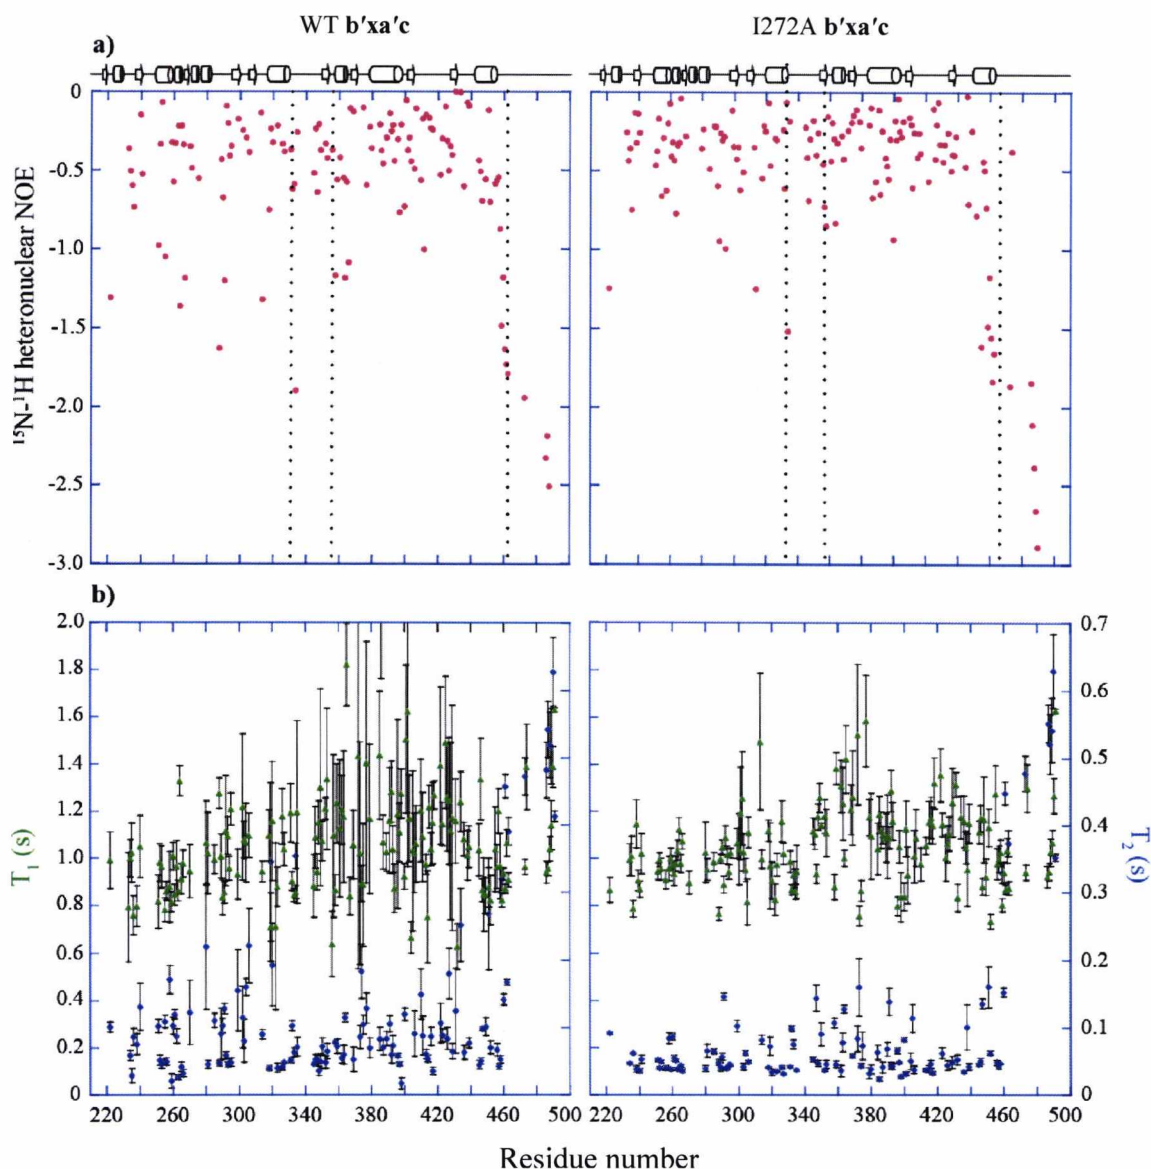 WT b′xa′c
I272A b′xa′c
a)
0
-0.5
-1.0
-1.5
-2.0
-2.5
-3.0
¹⁵N-¹H heteronuclear NOE
b)
2.0
1.8
1.6
1.4
1.2
1.0
0.8
0.6
0.4
0.2
0
T₁ (s)
0.7
0.6
0.5
0.4
0.3
0.2
0.1
0
T₂ (s)
220 260 300 340 380 420 460 500
220 260 300 340 380 420 460 500
Residue number